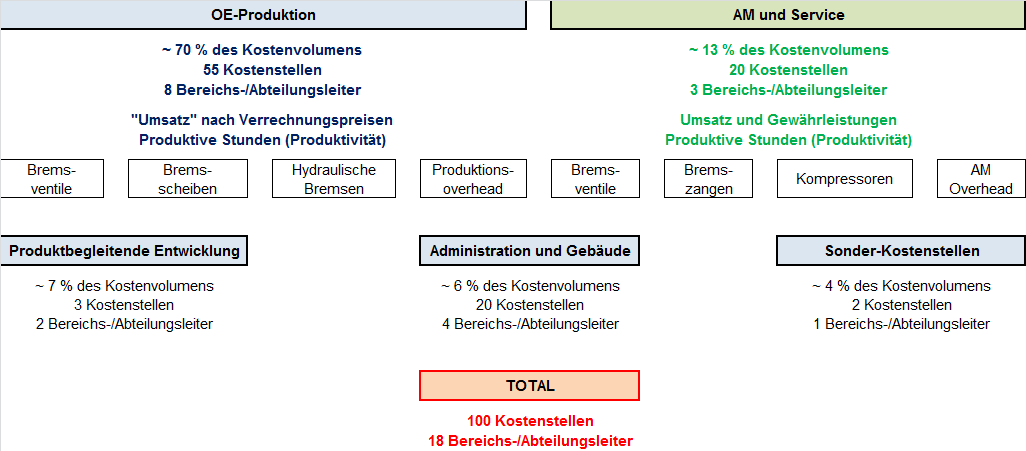 OE-Produktion
~ 70 % des Kostenvolumens
55 Kostenstellen
8 Bereichs-/Abteilungsleiter
"Umsatz" nach Verrechnungspreisen
Produktive Stunden (Produktivität)
AM und Service
~ 13 % des Kostenvolumens
20 Kostenstellen
3 Bereichs-/Abteilungsleiter
Umsatz und Gewährleistungen
Produktive Stunden (Produktivität)
Brems-
ventile
Brems-
scheiben
Hydraulische
Bremsen
Produktions-
overhead
Brems-
ventile
Brems-
zangen
Kompressoren
AM
Overhead
Produktbegleitende Entwicklung
~ 7 % des Kostenvolumens
3 Kostenstellen
2 Bereichs-/Abteilungsleiter
Administration und Gebäude
~ 6 % des Kostenvolumens
20 Kostenstellen
4 Bereichs-/Abteilungsleiter
Sonder-Kostenstellen
~ 4 % des Kostenvolumens
2 Kostenstellen
1 Bereichs-/Abteilungsleiter
TOTAL
100 Kostenstellen
18 Bereichs-/Abteilungsleiter